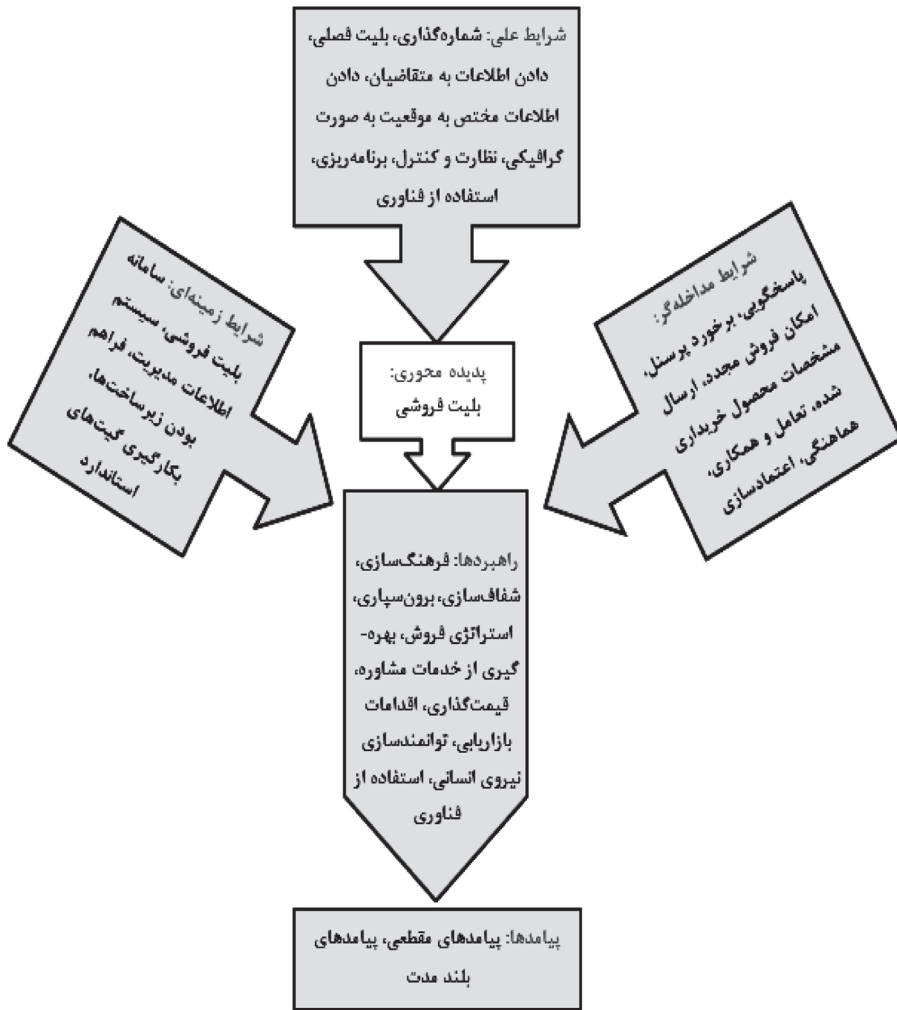 شرایط علی: شماره‌گذاری، بلیت فصلی،
دادن اطلاعات به متقاضیان، دادن
اطلاعات مختص به موقعیت به صورت
گرافیکی، نظارت و کنترل، برنامه‌ریزی،
استفاده از فناوری
شرایط مداخله‌گر:
پاسخگویی، برخورد پرسنل،
امکان فروش مجدد، ارسال
مشخصات محصول خریداری
شده، تعامل و همکاری،
هماهنگی، اعتمادسازی
شرایط زمینه‌ای: سامانه
بلیت فروشی، سیستم
اطلاعات مدیریت، فراهم
بودن زیرساخت‌ها،
بکارگیری گیت‌های
استاندارد
پدیده محوری:
بلیت فروشی
راهبردها: فرهنگ‌سازی،
شفاف‌سازی، برون‌سپاری،
استراتژی فروش، بهره-
گیری از خدمات مشاوره،
قیمت‌گذاری، اقدامات
بازاریابی، توانمندسازی
نیروی انسانی، استفاده از
فناوری
پیامدها: پیامدهای مقطعی، پیامدهای
بلند مدت